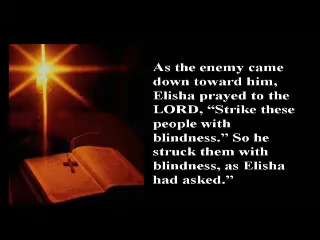 As the enemy came
down toward him,
Elisha prayed to the
LORD, “Strike these
people with
blindness.” So he
struck them with
blindness, as Elisha
had asked.”